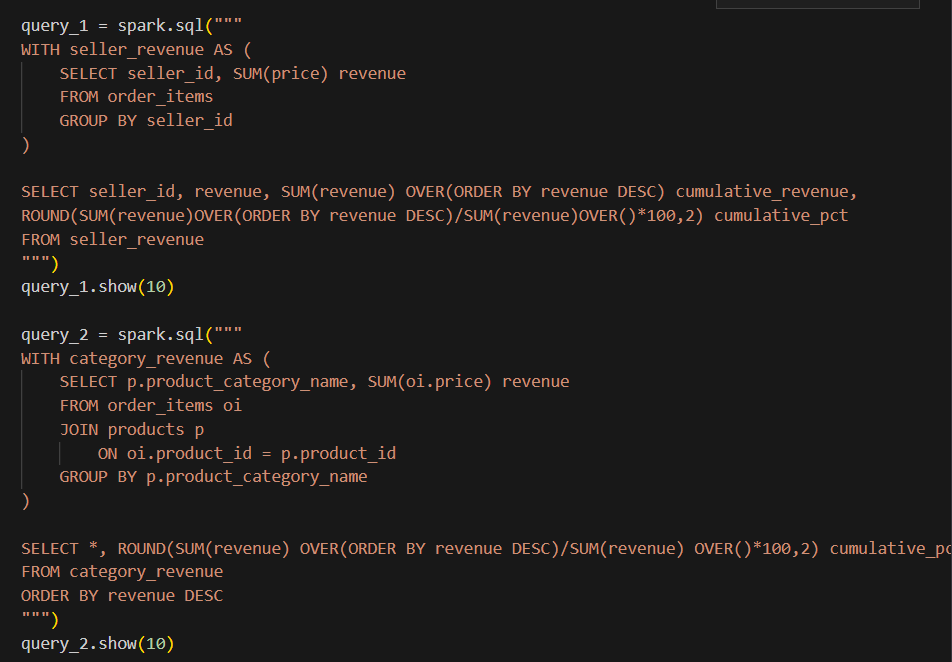 query_1 = spark.sql("""
WITH seller_revenue AS (
    SELECT seller_id, SUM(price) revenue
    FROM order_items
    GROUP BY seller_id
)

SELECT seller_id, revenue, SUM(revenue) OVER(ORDER BY revenue DESC) cumulative_revenue,
ROUND(SUM(revenue)OVER(ORDER BY revenue DESC)/SUM(revenue)OVER()*100,2) cumulative_pct
FROM seller_revenue
""")
query_1.show(10)

query_2 = spark.sql("""
WITH category_revenue AS (
    SELECT p.product_category_name, SUM(oi.price) revenue
    FROM order_items oi
    JOIN products p
        ON oi.product_id = p.product_id
    GROUP BY p.product_category_name
)

SELECT *, ROUND(SUM(revenue) OVER(ORDER BY revenue DESC)/SUM(revenue) OVER()*100,2)
FROM category_revenue
ORDER BY revenue DESC
""")
query_2.show(10)